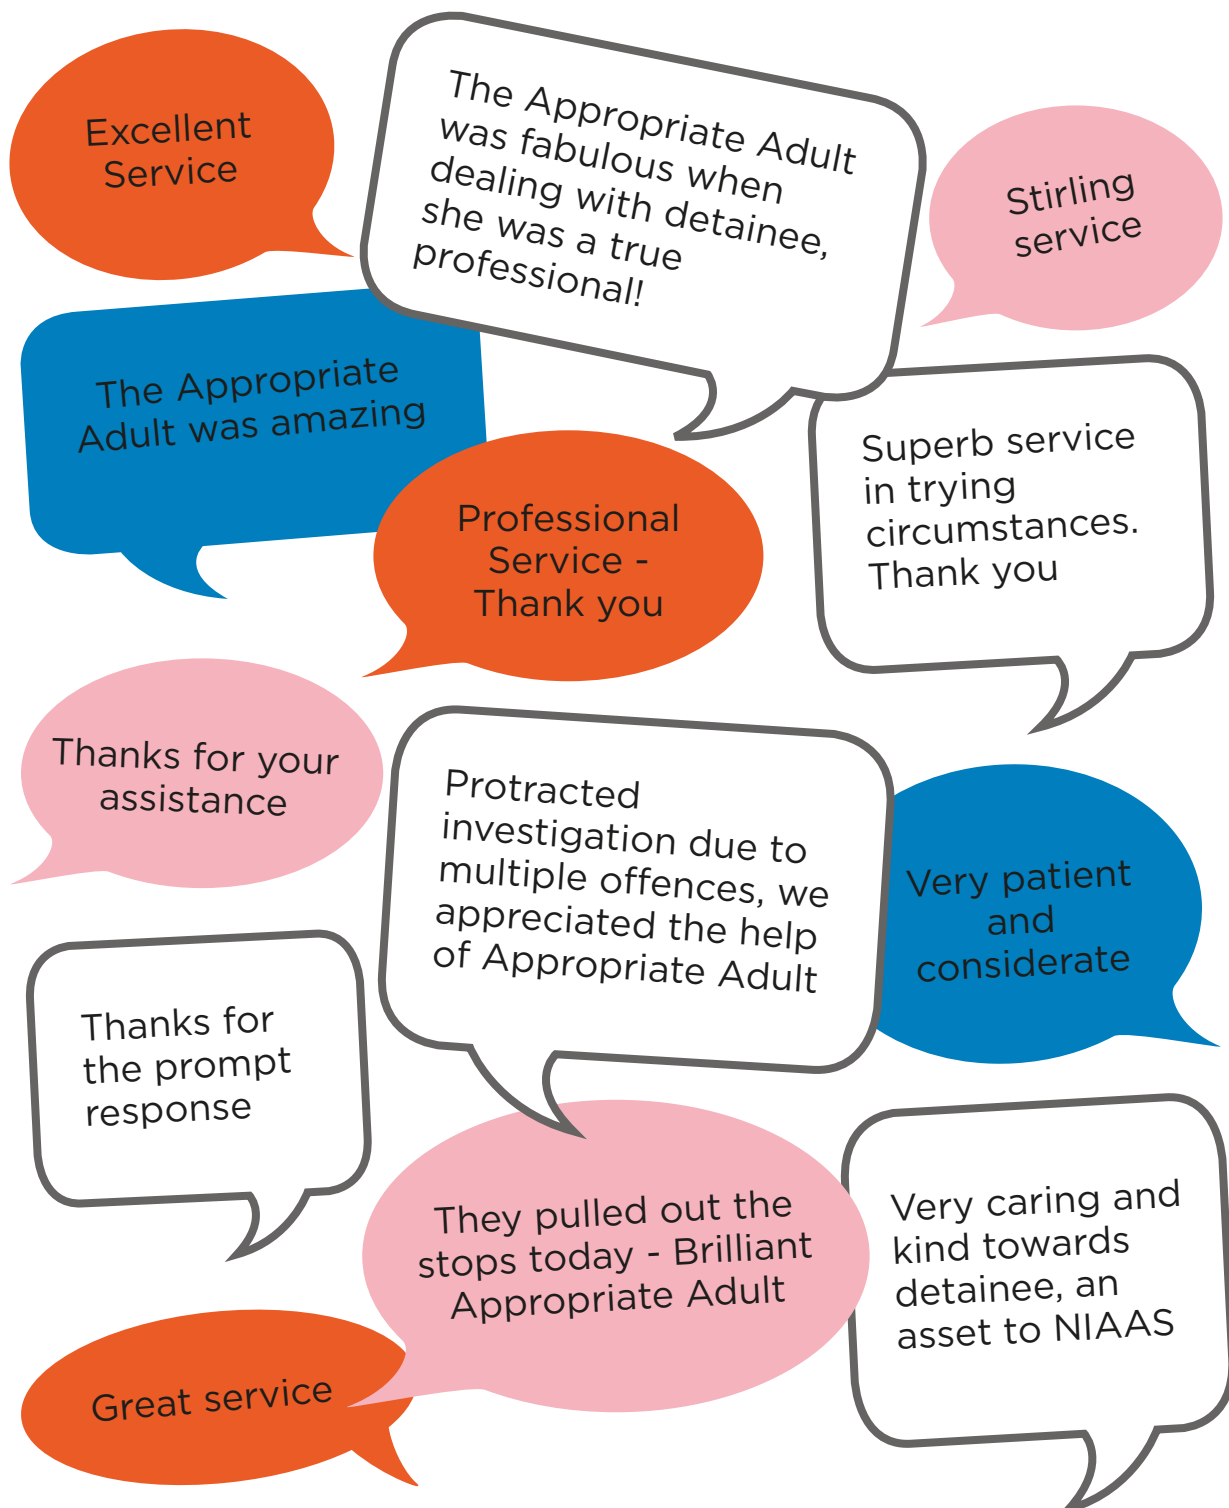 Excellent
Service
The Appropriate Adult
was fabulous when
dealing with detainee,
she was a true
professional!
Stirling
service
The Appropriate
Adult was amazing
Professional
Service -
Thank you
Superb service
in trying
circumstances.
Thank you
Thanks for your
assistance
Protracted
investigation due to
multiple offences, we
appreciated the help
of Appropriate Adult
Very patient
and
considerate
Thanks for
the prompt
response
They pulled out the
stops today - Brilliant
Appropriate Adult
Very caring and
kind towards
detainee, an
asset to NIAAS
Great service